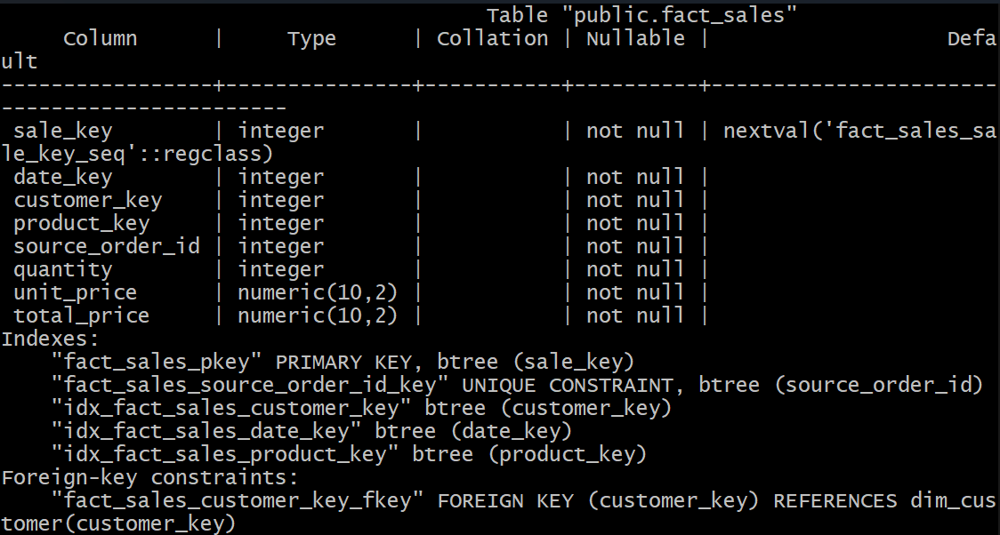 Table "public.fact_sales"
     Column      |     Type      | Collation | Nullable |                   Defa
ult
-----------------+---------------+-----------+----------+-----------------------
-----------------------
 sale_key        | integer       |           | not null | nextval('fact_sales_sa
le_key_seq'::regclass)
 date_key        | integer       |           | not null |
 customer_key    | integer       |           | not null |
 product_key     | integer       |           | not null |
 source_order_id | integer       |           | not null |
 quantity        | integer       |           | not null |
 unit_price      | numeric(10,2) |           | not null |
 total_price     | numeric(10,2) |           | not null |
Indexes:
    "fact_sales_pkey" PRIMARY KEY, btree (sale_key)
    "fact_sales_source_order_id_key" UNIQUE CONSTRAINT, btree (source_order_id)
    "idx_fact_sales_customer_key" btree (customer_key)
    "idx_fact_sales_date_key" btree (date_key)
    "idx_fact_sales_product_key" btree (product_key)
Foreign-key constraints:
    "fact_sales_customer_key_fkey" FOREIGN KEY (customer_key) REFERENCES dim_cus
tomer(customer_key)